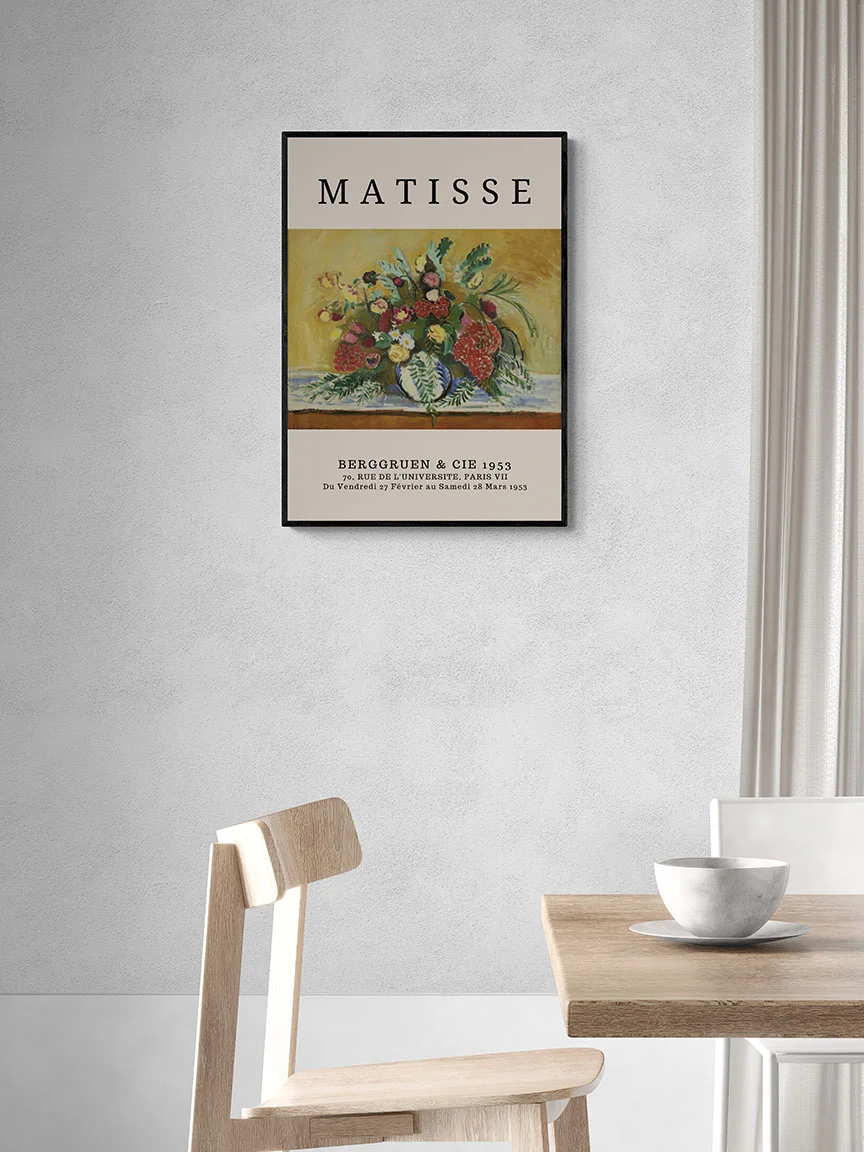 MATISSE
BERGGRUEN & CIE 1953
70, RUE DE L'UNIVERSITE, PARIS VII
Du Vendredi 27 Février au Samedi 28 Mars 1953